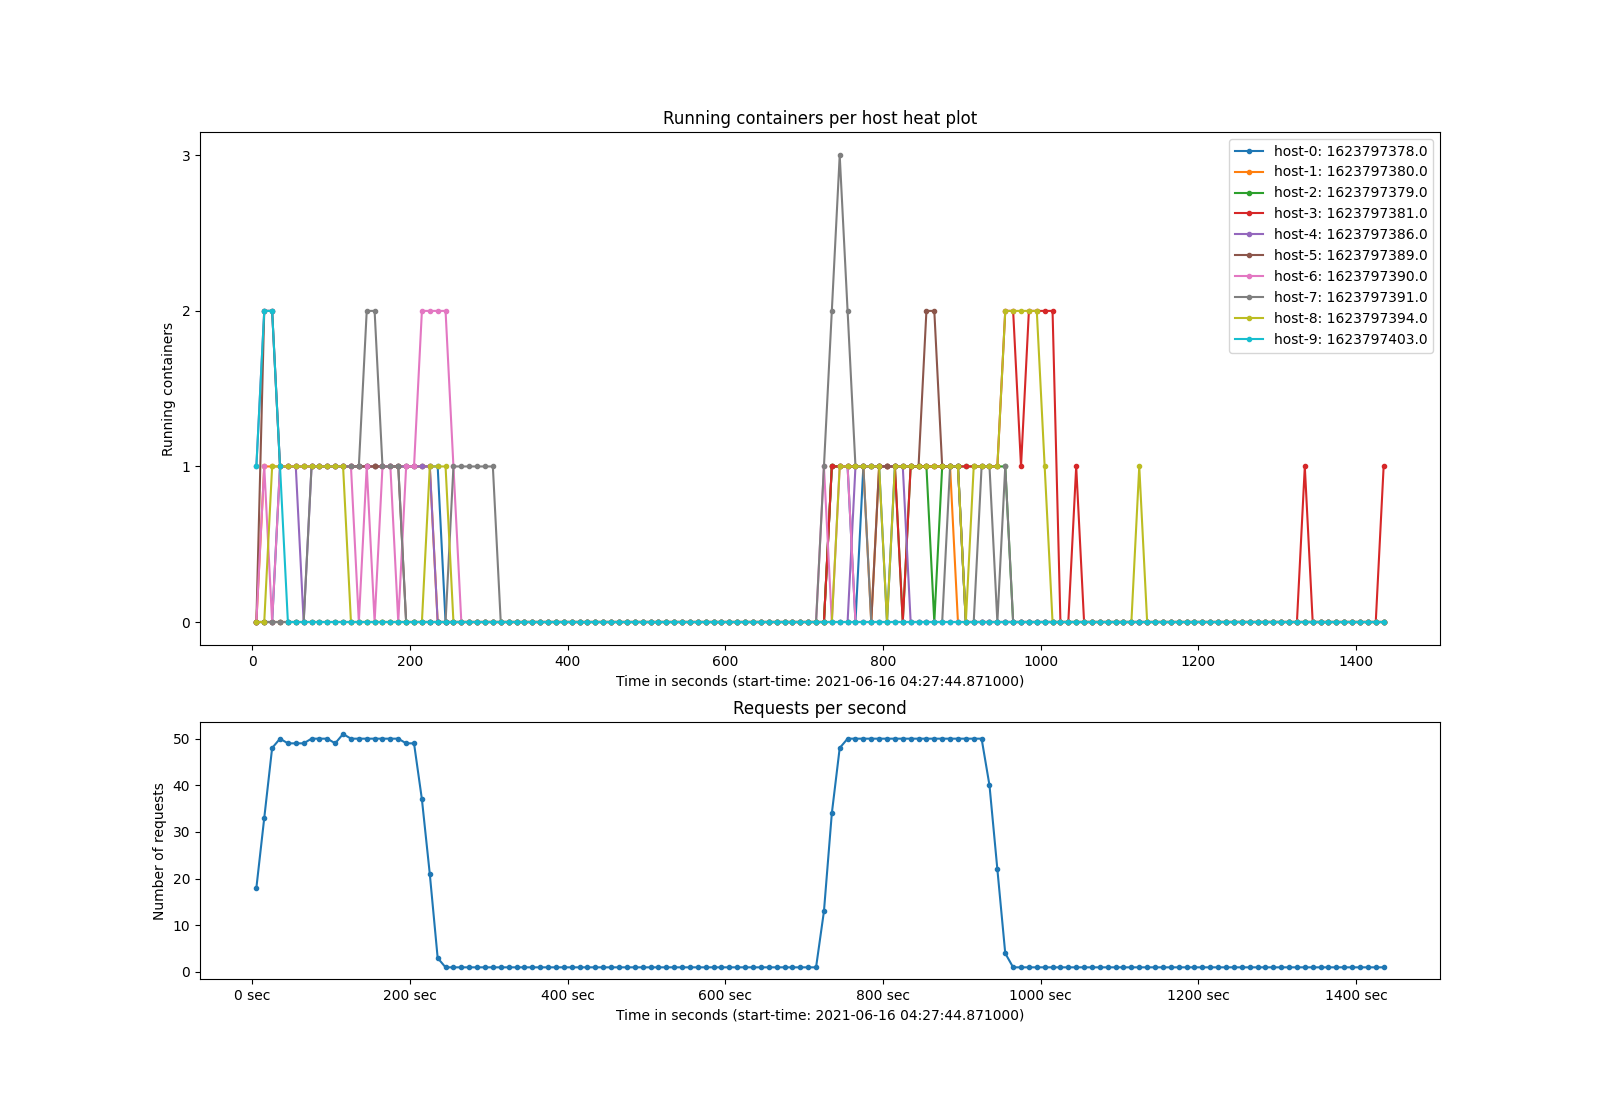 Running containers per host heat plot
3
2
1
0
Running containers
host-0: 1623797378.0
host-1: 1623797380.0
host-2: 1623797379.0
host-3: 1623797381.0
host-4: 1623797386.0
host-5: 1623797389.0
host-6: 1623797390.0
host-7: 1623797391.0
host-8: 1623797394.0
host-9: 1623797403.0
0 200 400 600 800 1000 1200 1400
Time in seconds (start-time: 2021-06-16 04:27:44.871000)
Requests per second
50
40
30
20
10
0
Number of requests
0 sec 200 sec 400 sec 600 sec 800 sec 1000 sec 1200 sec 1400 sec
Time in seconds (start-time: 2021-06-16 04:27:44.871000)